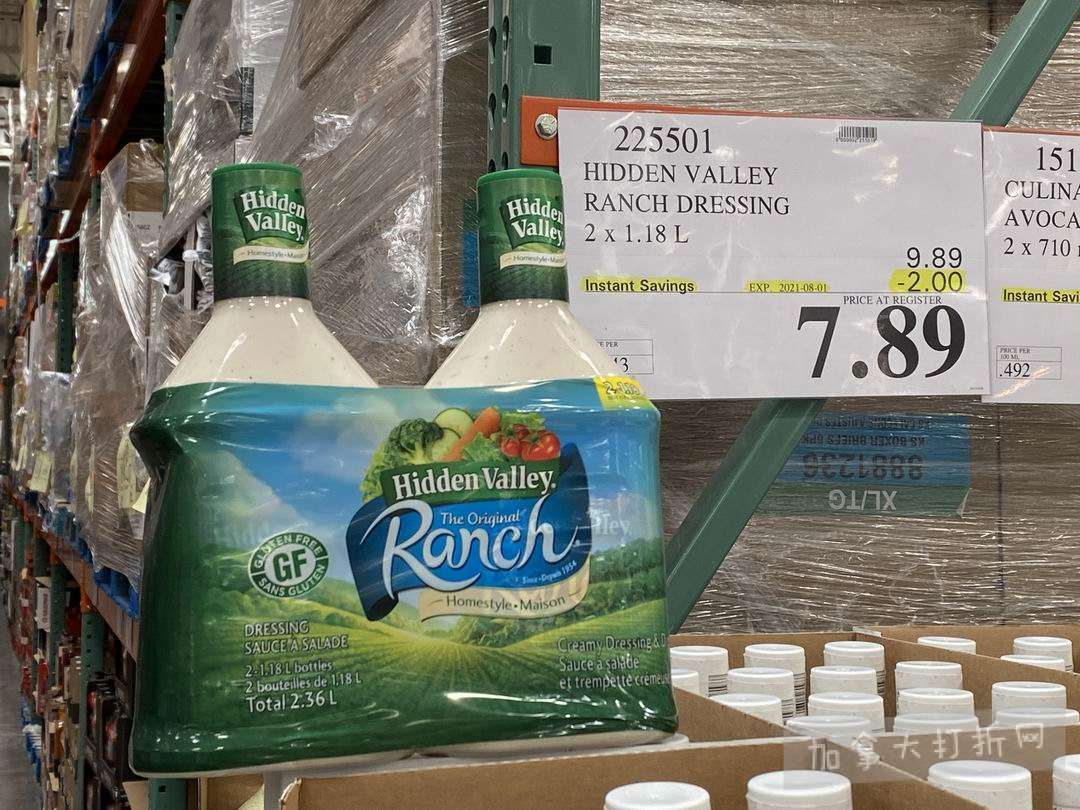 225501
HIDDEN VALLEY
RANCH DRESSING
2 x 1.18 L
9.89
-2.00
Instant Savings
EXP. 2021-08-01
PRICE AT REGISTER
7.89
151
CULINA
AVOCA
2 x 710
Instant Savi
PRICE PER
100 ML
.492
Hidden
Valley
Homestyle•Maison
Hidden
Valley
Homestyle•Maison
Hidden Valley
The Original
Ranch
Since•Depuis 1954
Homestyle•Maison
GLUTEN FREE
GF
SANS GLUTEN
DRESSING
SAUCE À SALADE
2-1.18 L bottles
2 bouteilles de 1,18 L
Total 2.36 L
Creamy Dressing & D
Sauce à salade
et trempette crémeu
9881236
XL/TG
加拿大打折网